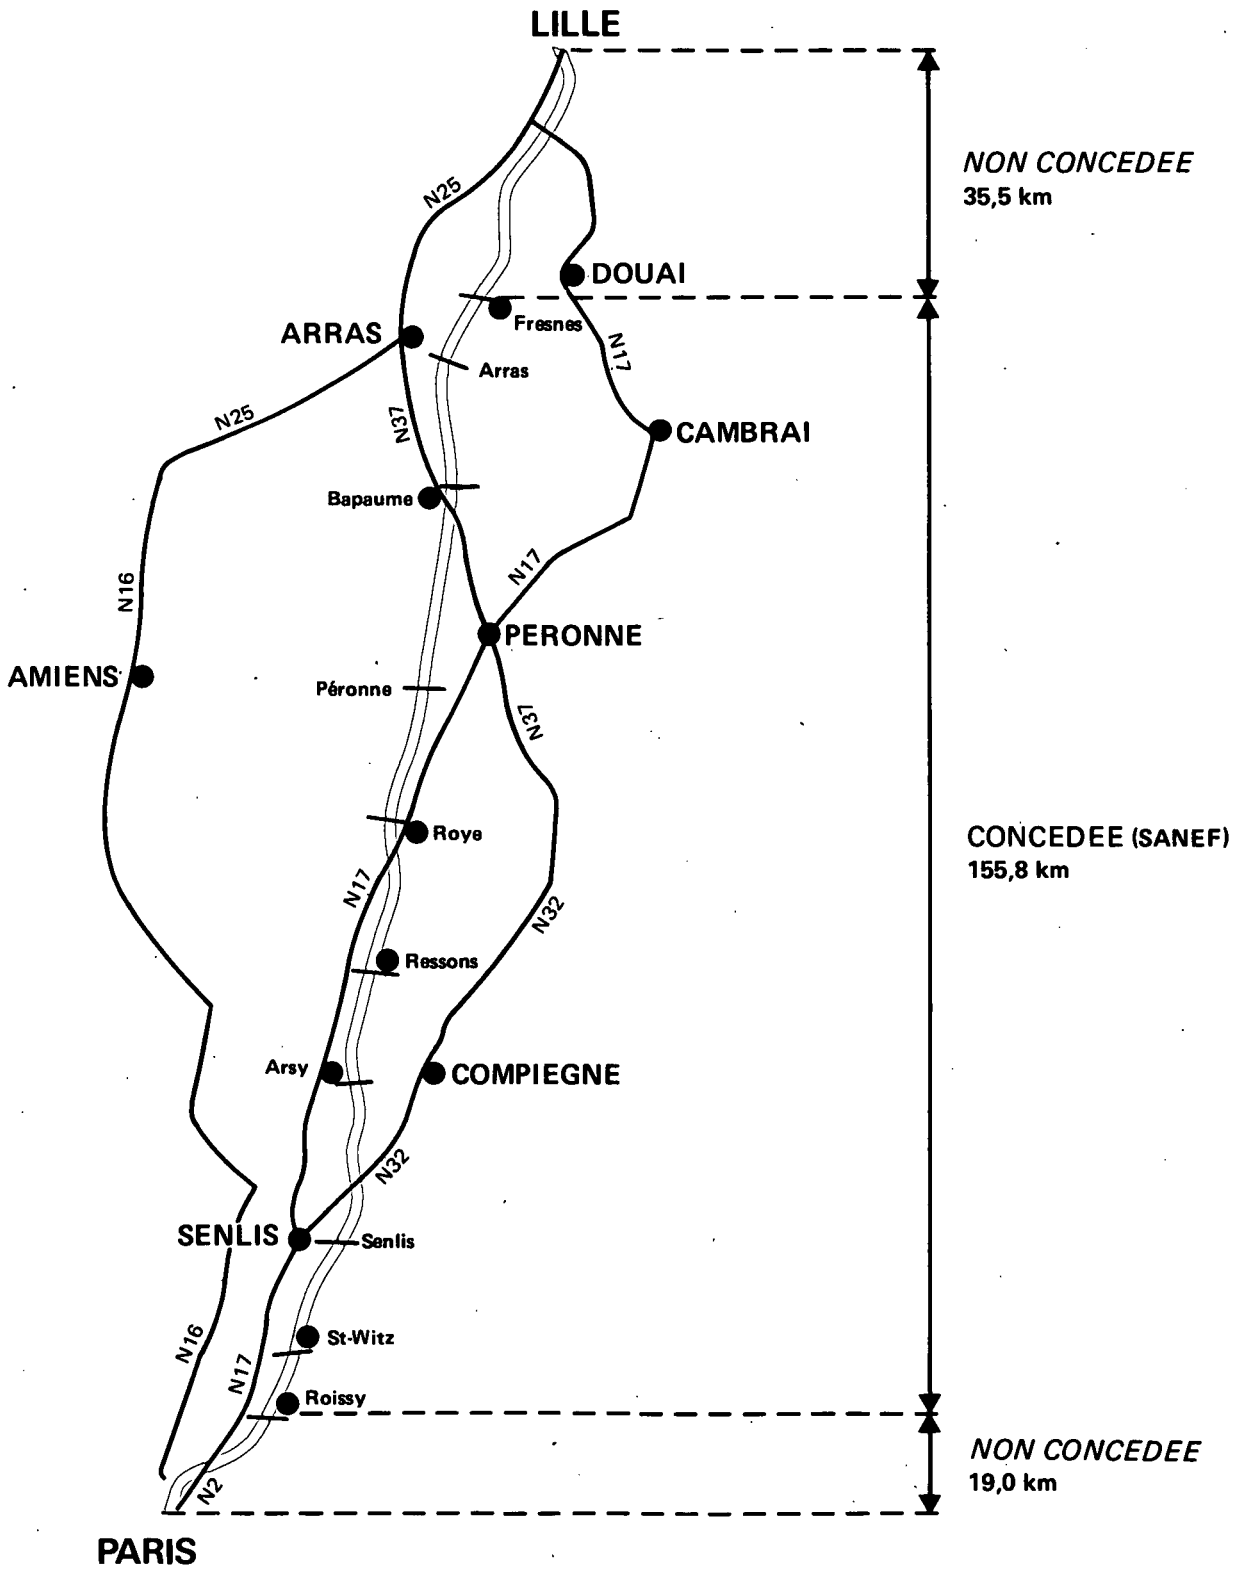 LILLE
NON CONCEDEE
35,5 km
N25
DOUAI
Fresnes
ARRAS
N17
Arras
N25
N37
CAMBRAI
Bapaume
N17
N16
PERONNE
AMIENS
Péronne
N37
Roye
CONCEDEE (SANEF)
155,8 km
N17
N32
Ressons
Arsy
COMPIEGNE
N32
SENLIS
Senlis
N16
St-Witz
N17
Roissy
NON CONCEDEE
19,0 km
N2
PARIS